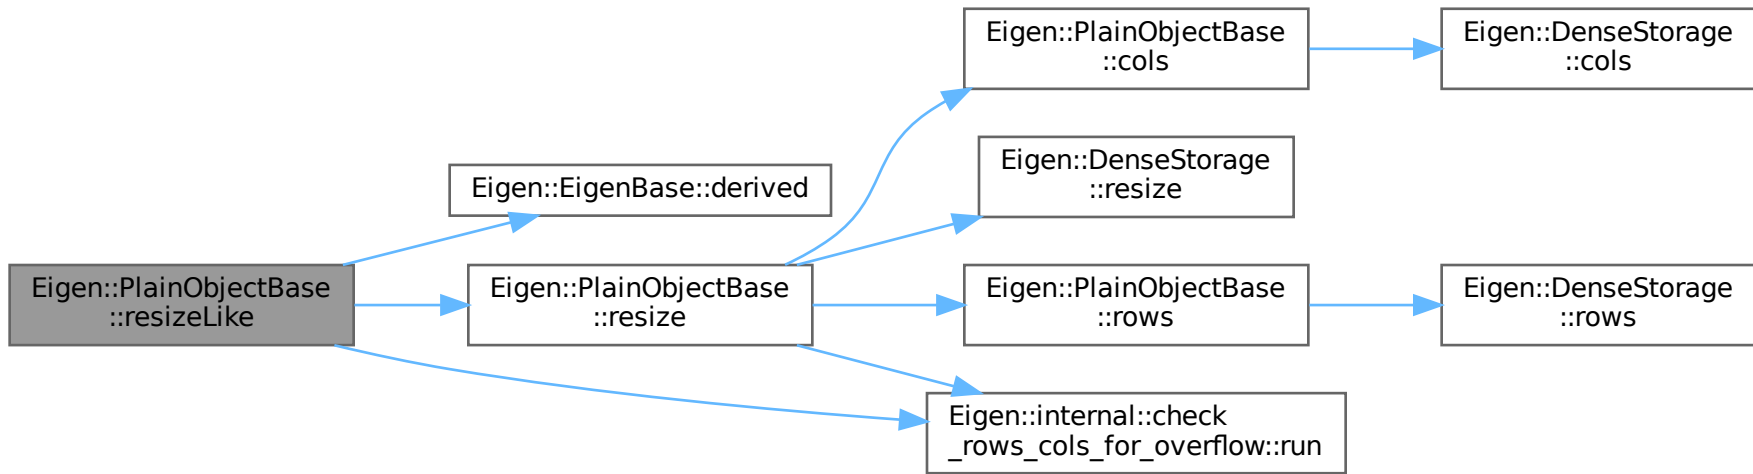 Eigen::PlainObjectBase
::resizeLike
Eigen::EigenBase::derived
Eigen::PlainObjectBase
::resize
Eigen::PlainObjectBase
::cols
Eigen::DenseStorage
::cols
Eigen::DenseStorage
::resize
Eigen::PlainObjectBase
::rows
Eigen::DenseStorage
::rows
Eigen::internal::check
_rows_cols_for_overflow::run